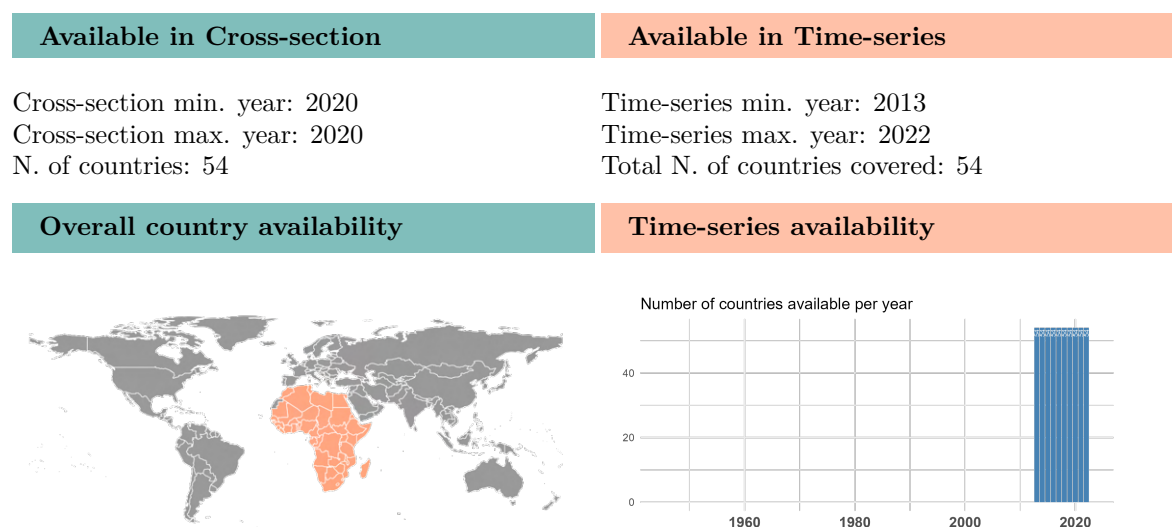 Available in Cross-section
Available in Time-series
Cross-section min. year: 2020
Cross-section max. year: 2020
N. of countries: 54
Time-series min. year: 2013
Time-series max. year: 2022
Total N. of countries covered: 54
Overall country availability
Time-series availability
Number of countries available per year
40
20
0
1960 1980 2000 2020